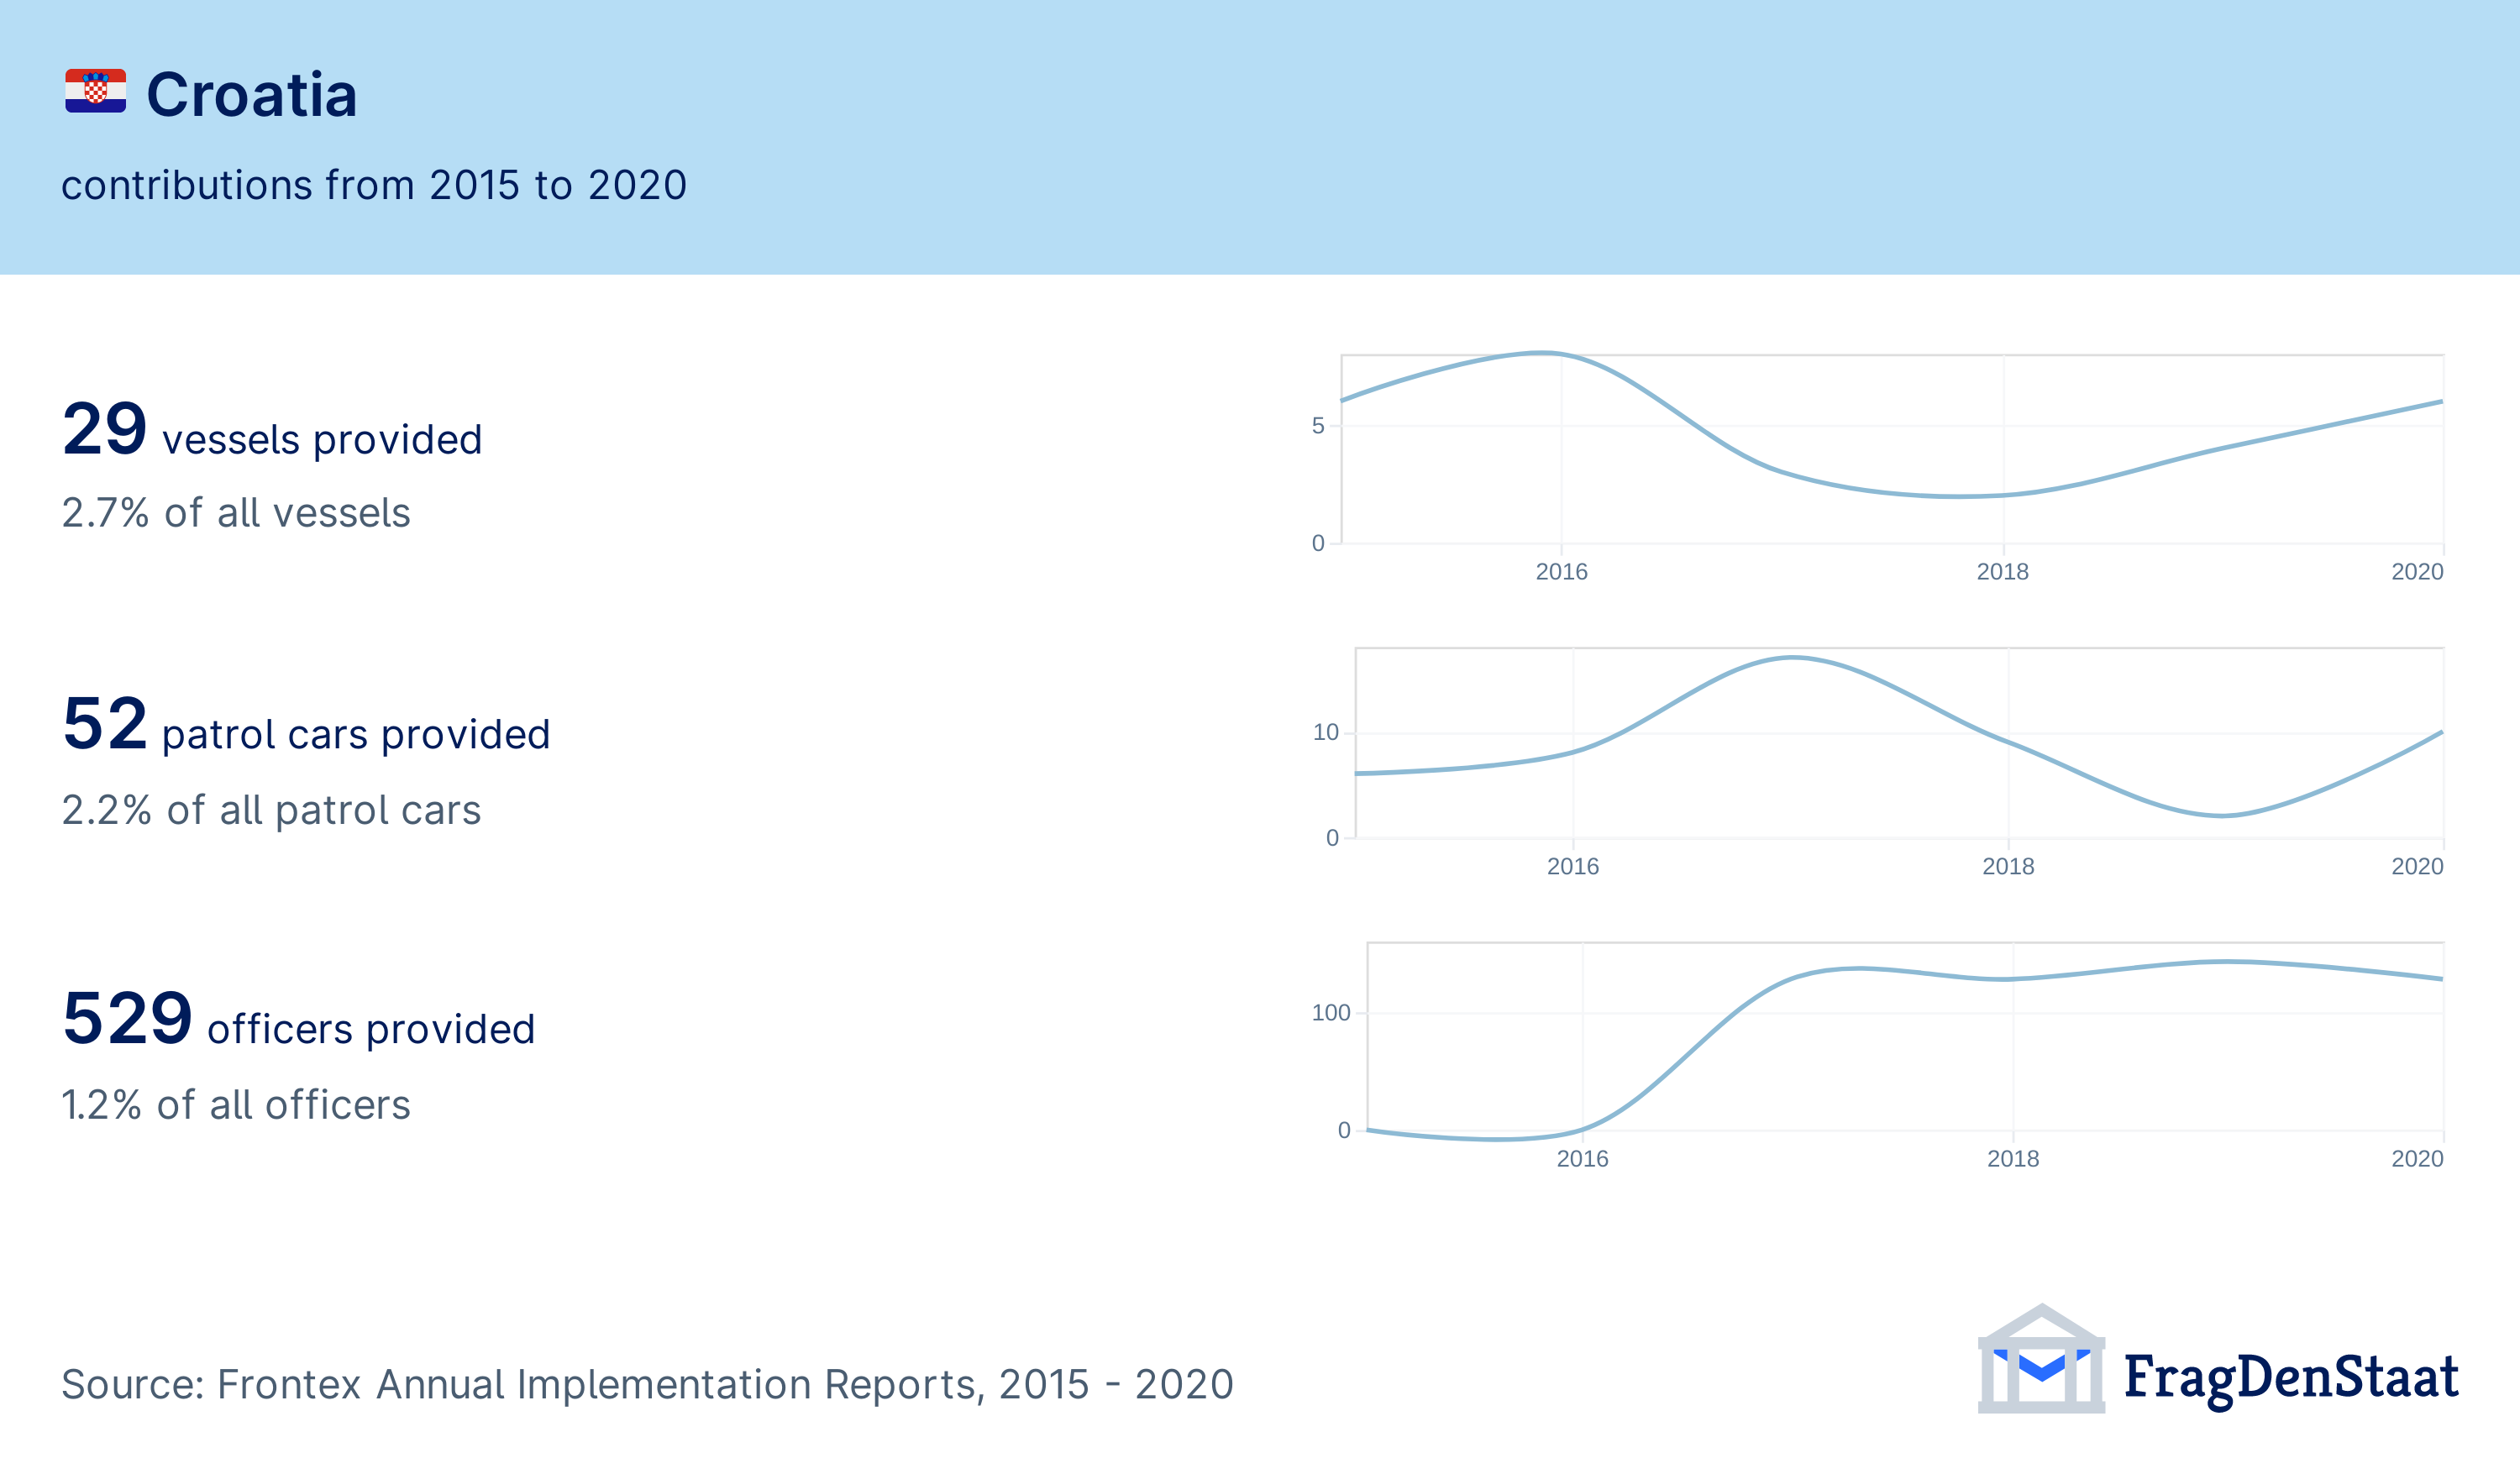 Croatia
contributions from 2015 to 2020
29 vessels provided
2.7% of all vessels
5
0
2016 2018 2020
52 patrol cars provided
2.2% of all patrol cars
10
0
2016 2018 2020
529 officers provided
1.2% of all officers
100
0
2016 2018 2020
Source: Frontex Annual Implementation Reports, 2015 - 2020
FragDenStaat